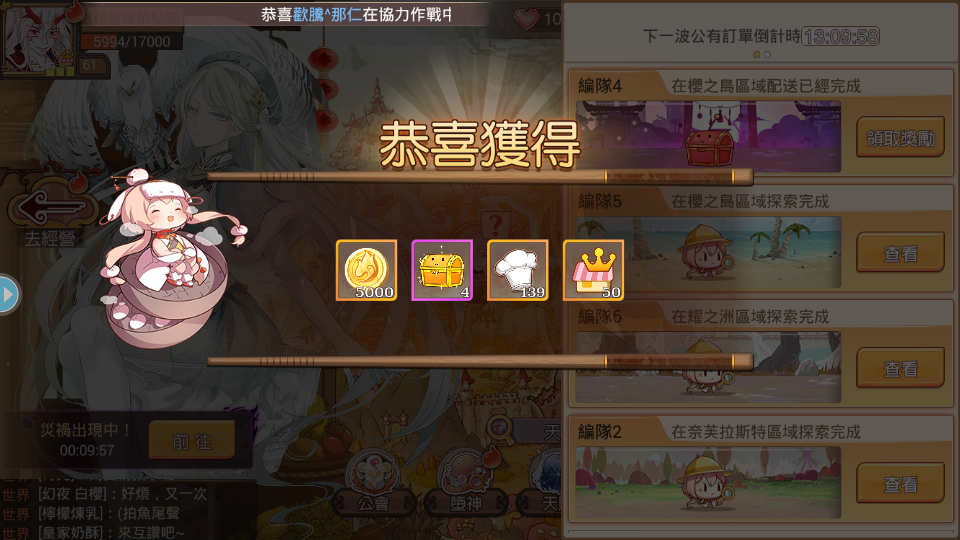 恭喜歡騰^那仁在協力作戰中
10
5994/17000
61
下一波公有訂單倒計時13:09:58
編隊4
在櫻之島區域配送已經完成
領取獎勵
恭喜獲得
編隊5
在櫻之島區域探索完成
查看
去經營
5000
4
139
50
編隊6
在耀之洲區域探索完成
查看
災禍出現中！
00:09:57
前往
編隊2
在奈芙拉斯特區域探索完成
查看
天
公會
墮神
天
世界 [幻夜 白櫻]：好煩，又一次
世界 [檸檬煉乳]：(拍魚尾聲
世界 [皇家奶酥]：來互讚吧~